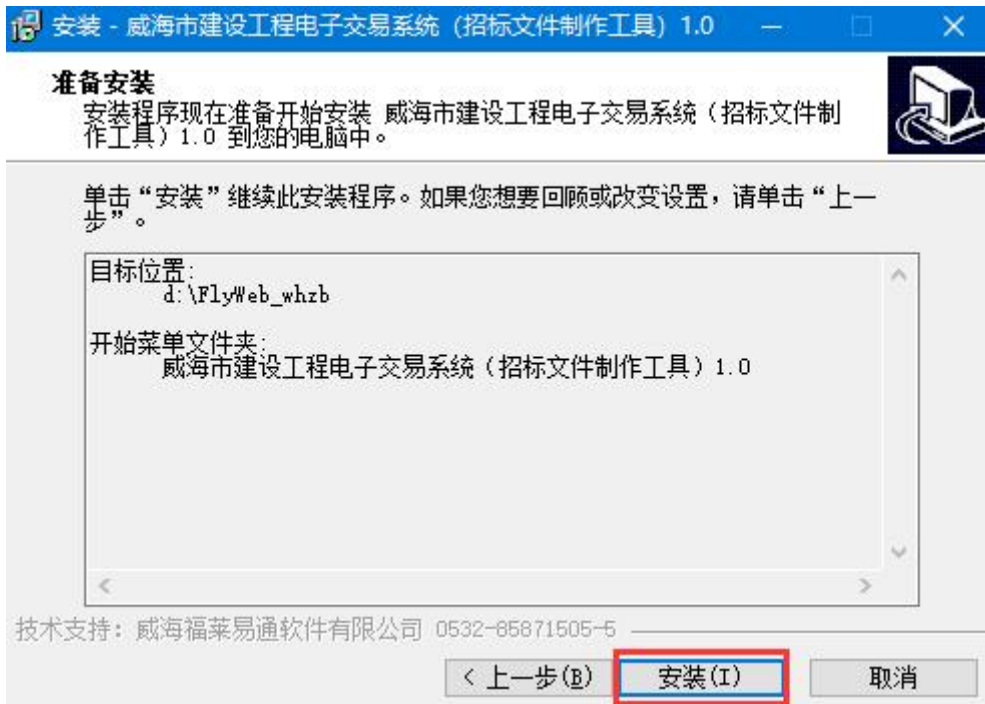 安装 - 威海市建设工程电子交易系统（招标文件制作工具）1.0
准备安装
安装程序现在准备开始安装 威海市建设工程电子交易系统（招标文件制
作工具）1.0 到您的电脑中。
单击“安装”继续此安装程序。如果您想要回顾或改变设置，请单击“上一
步”。
目标位置:
d:\FlyWeb_whzb
开始菜单文件夹:
威海市建设工程电子交易系统（招标文件制作工具）1.0
技术支持：威海福莱易通软件有限公司 0532-85871505-5
< 上一步(B) 安装(I) 取消